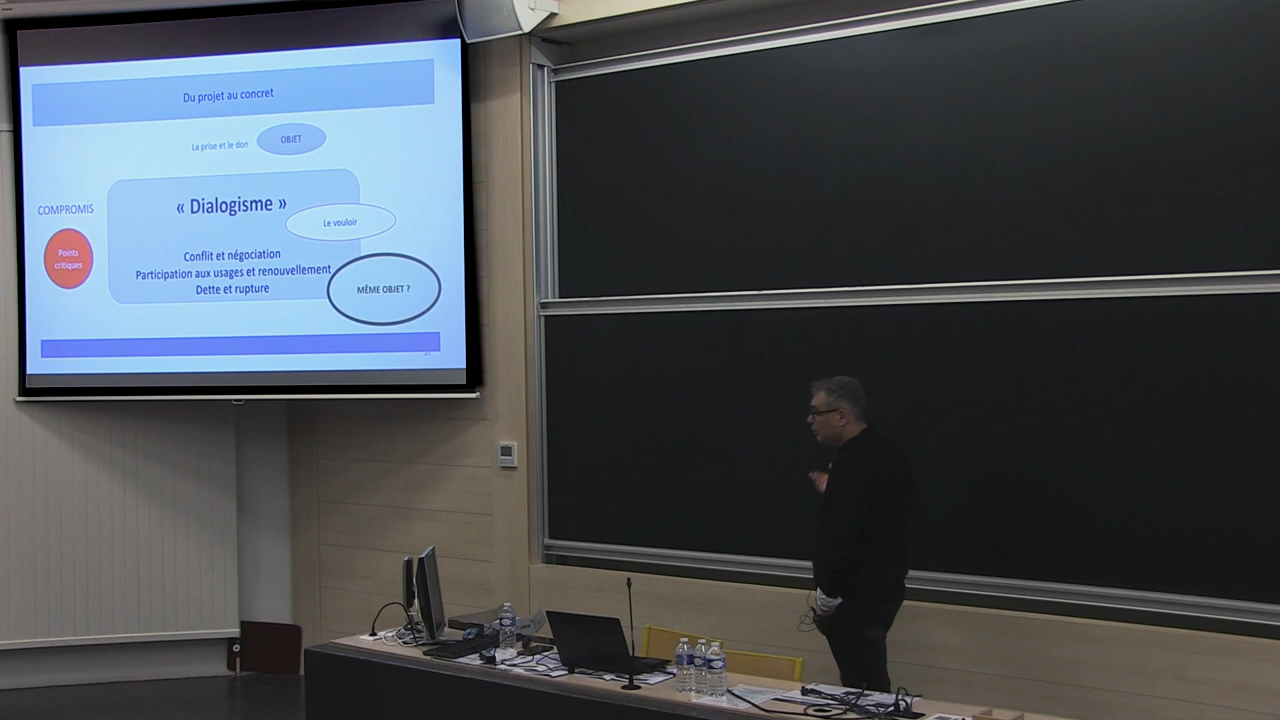 Du projet au concret
La prise et le don
OBJET
COMPROMIS
« Dialogisme »
Le vouloir
Points
critiques
Conflit et négociation
Participation aux usages et renouvellement
Dette et rupture
MÊME OBJET ?